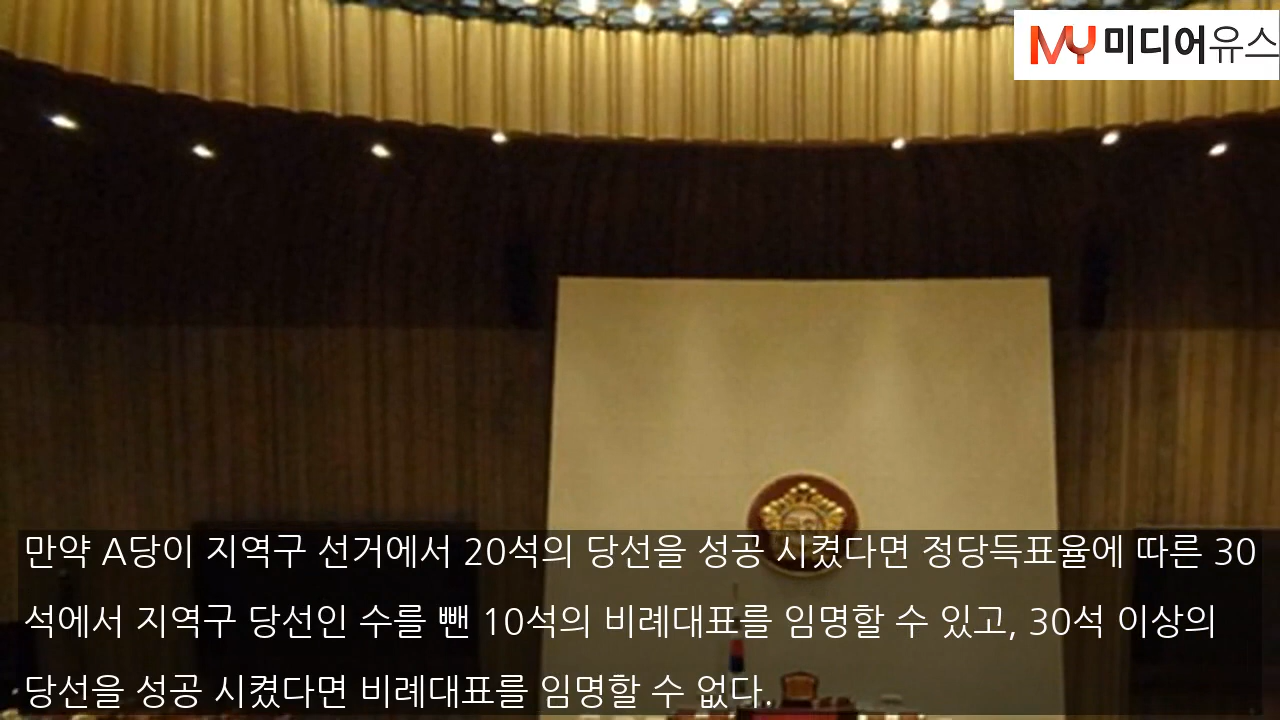 MY 미디어유스
만약 A당이 지역구 선거에서 20석의 당선을 성공 시켰다면 정당득표율에 따른 30
석에서 지역구 당선인 수를 뺀 10석의 비례대표를 임명할 수 있고, 30석 이상의
당선을 성공 시켰다면 비례대표를 임명할 수 없다.